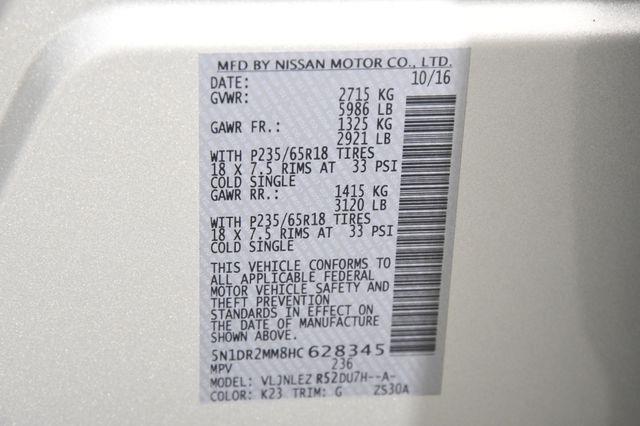 MFD BY NISSAN MOTOR CO., LTD.
DATE: 10/16
GVWR: 2715 KG
5986 LB
GAWR FR.: 1325 KG
2921 LB
WITH P235/65R18 TIRES
18 X 7.5 RIMS AT 33 PSI
COLD SINGLE
GAWR RR.: 1415 KG
3120 LB
WITH P235/65R18 TIRES
18 X 7.5 RIMS AT 33 PSI
COLD SINGLE
THIS VEHICLE CONFORMS TO
ALL APPLICABLE FEDERAL
MOTOR VEHICLE SAFETY AND
THEFT PREVENTION
STANDARDS IN EFFECT ON
THE DATE OF MANUFACTURE
SHOWN ABOVE.
5N1DR2MM8HC628345
MPV 236
MODEL: VLJNLEZ R52DU7H--A-
COLOR: K23 TRIM: G ZS30A